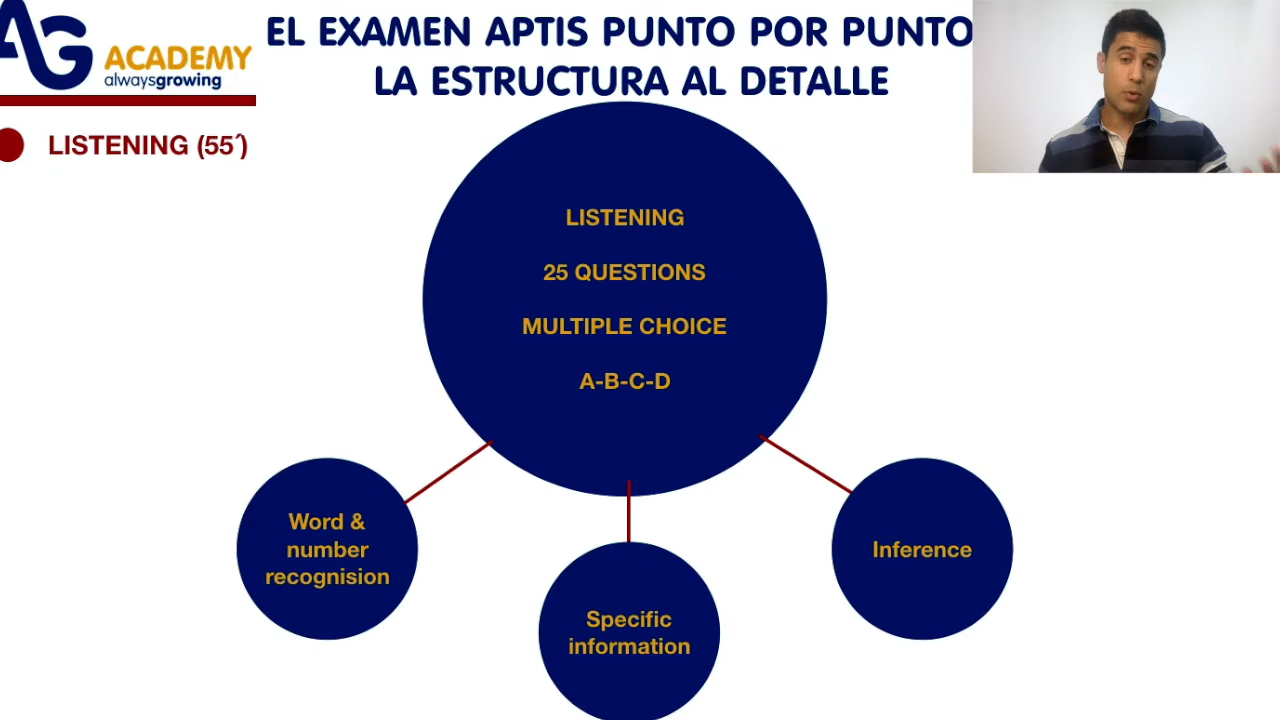 AG
ACADEMY
alwaysgrowing
EL EXAMEN APTIS PUNTO POR PUNTO
LA ESTRUCTURA AL DETALLE
LISTENING (55´)
LISTENING
25 QUESTIONS
MULTIPLE CHOICE
A-B-C-D
Word &
number
recognision
Specific
information
Inference